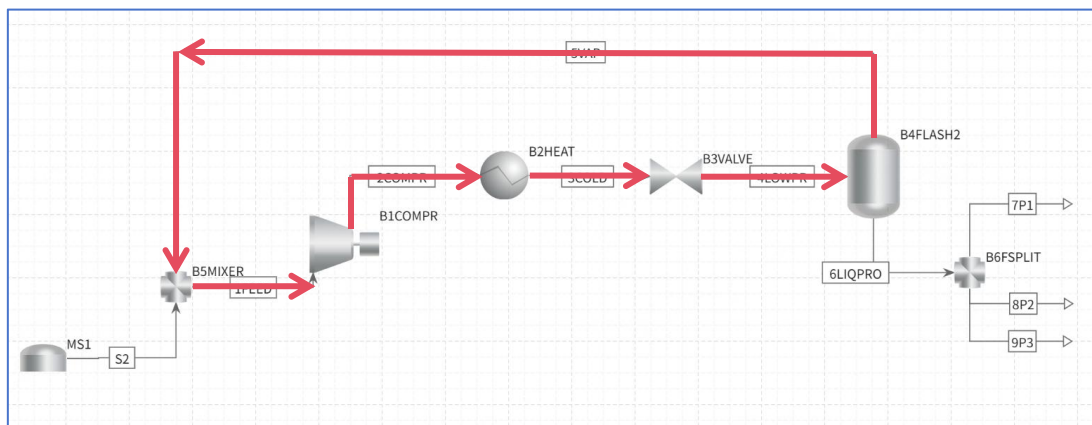 5VAP
B4FLASH2
B2HEAT
B3VALVE
2COMPR
3COLD
4LOWPR
7P1
B1COMPR
B6FSPLIT
B5MIXER
6LIQPRO
1FEED
8P2
MS1
S2
9P3